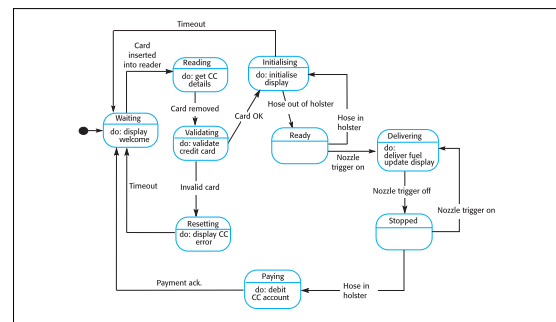 Timeout
Card
inserted
into reader
Reading
do: get CC
details
Initialising
do: initialise
display
Card removed
Card OK
Hose out of holster
Hose in
holster
Waiting
do: display
welcome
Validating
do: validate
credit card
Ready
Delivering
do:
deliver fuel
update display
Nozzle
trigger on
Timeout
Invalid card
Nozzle trigger off
Nozzle trigger on
Resetting
do: display CC
error
Stopped
Paying
do: debit
CC account
Payment ack.
Hose in
holster